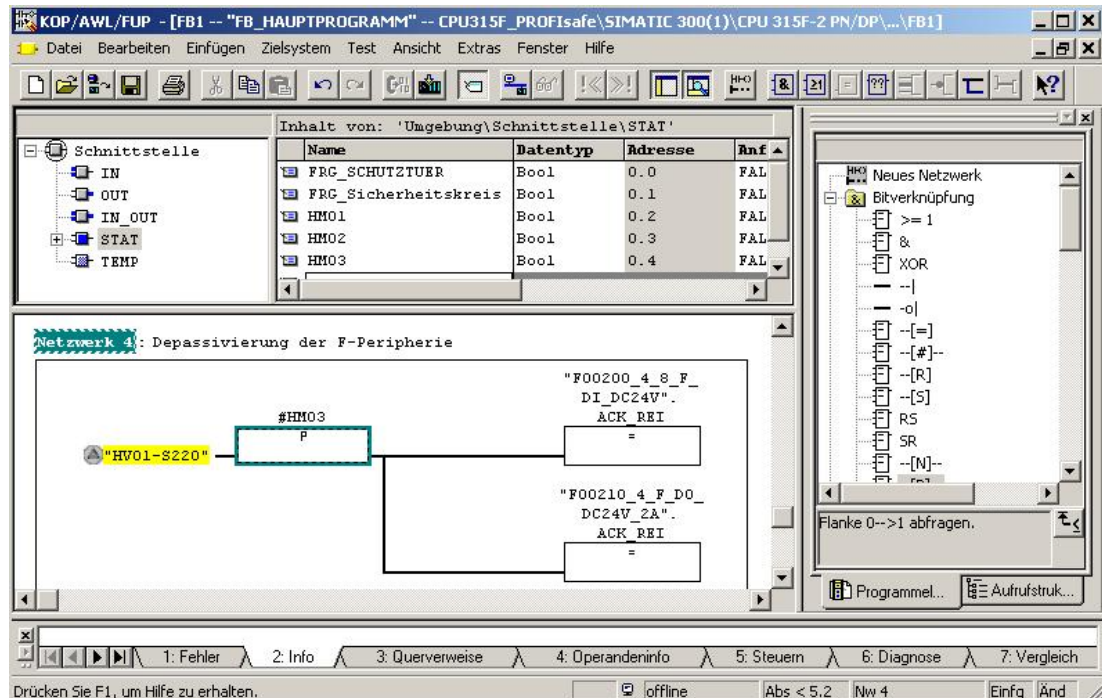 KOP/AWL/FUP - [FB1 -- "FB_HAUPTPROGRAMM" -- CPU315F_PROFIsafe\SIMATIC 300(1)\CPU 315F-2 PN/DP\...\FB1]
Datei Bearbeiten Einfügen Zielsystem Test Ansicht Extras Fenster Hilfe
Inhalt von: 'Umgebung\Schnittstelle\STAT'
Schnittstelle
IN
OUT
IN_OUT
STAT
TEMP
Name Datentyp Adresse Anf
FRG_SCHUTZTUER Bool 0.0 FAL
FRG_Sicherheitskreis Bool 0.1 FAL
HM01 Bool 0.2 FAL
HM02 Bool 0.3 FAL
HM03 Bool 0.4 FAL
Netzwerk 4: Depassivierung der F-Peripherie
"F00200_4_8_F_
DI_DC24V".
ACK_REI
=
#HM03
P
"HV01-S220"
"F00210_4_F_DO_
DC24V_2A".
ACK_REI
=
Neues Netzwerk
Bitverknüpfung
>=1
&
XOR
--|
-o|
--[=]
--[#]--
--[R]
--[S]
RS
SR
--[N]--
Flanke 0-->1 abfragen.
Programmel... Aufrufstruk...
1: Fehler 2: Info 3: Querverweise 4: Operandeninfo 5: Steuern 6: Diagnose 7: Vergleich
Drücken Sie F1, um Hilfe zu erhalten. offline Abs < 5.2 Nw 4 Einfg Änd